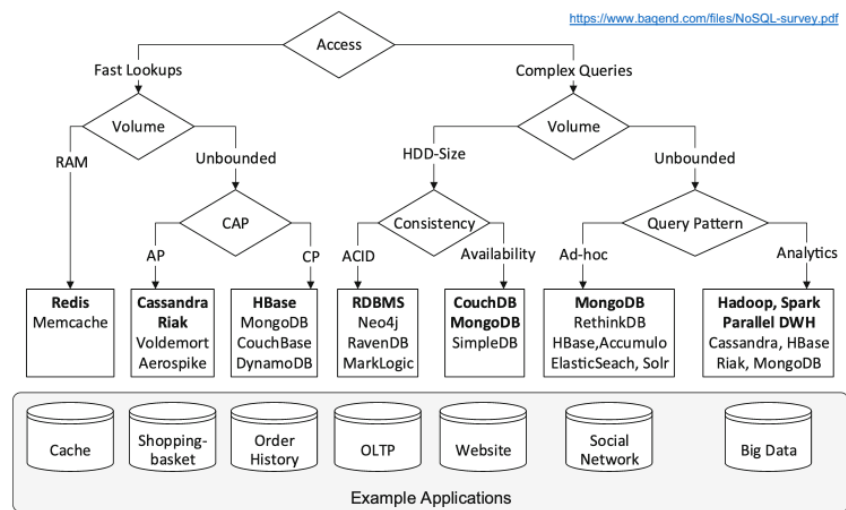 https://www.baqend.com/files/NoSQL-survey.pdf
Access
Fast Lookups
Complex Queries
Volume
Volume
RAM
Unbounded
HDD-Size
Unbounded
CAP
Consistency
Query Pattern
AP
CP
ACID
Availability
Ad-hoc
Analytics
Redis
Memcache
Cassandra
Riak
Voldemort
Aerospike
HBase
MongoDB
CouchBase
DynamoDB
RDBMS
Neo4j
RavenDB
MarkLogic
CouchDB
MongoDB
SimpleDB
MongoDB
RethinkDB
HBase,Accumulo
ElasticSeach, Solr
Hadoop, Spark
Parallel DWH
Cassandra, HBase
Riak, MongoDB
Cache
Shopping-
basket
Order
History
OLTP
Website
Social
Network
Big Data
Example Applications